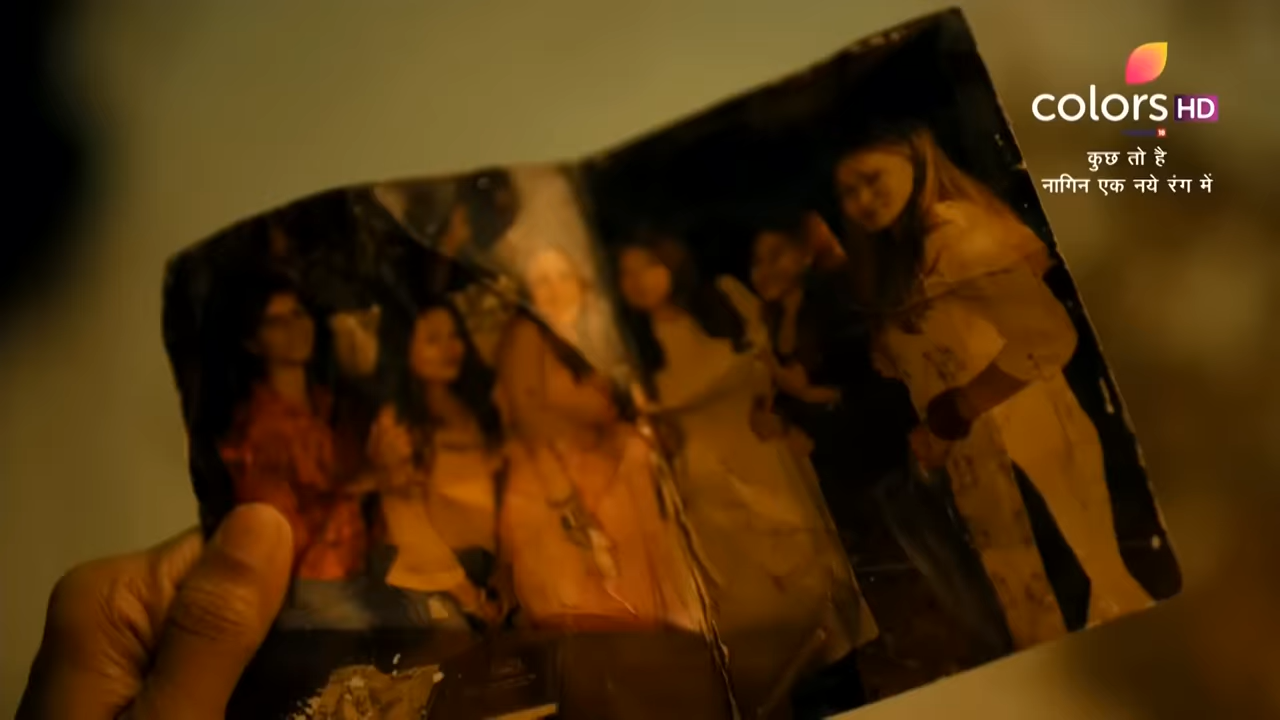 colors HD
कुछ तो है
नागिन एक नये रंग में